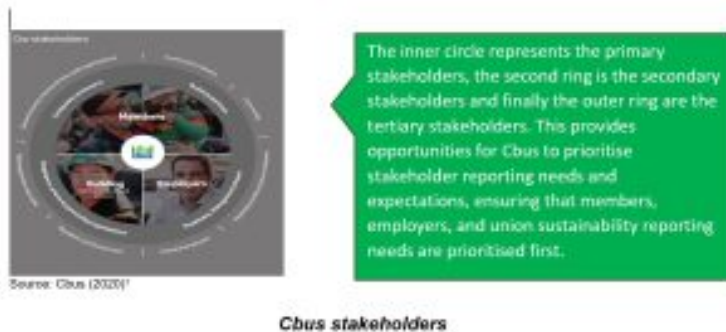 Our stakeholders
Members
Building
Employers
The inner circle represents the primary
stakeholders, the second ring is the secondary
stakeholders and finally the outer ring are the
tertiary stakeholders. This provides
opportunities for Cbus to prioritise
stakeholder reporting needs and
expectations, ensuring that members,
employers, and union sustainability reporting
needs are prioritised first.
Source: Cbus (2020)
Cbus stakeholders